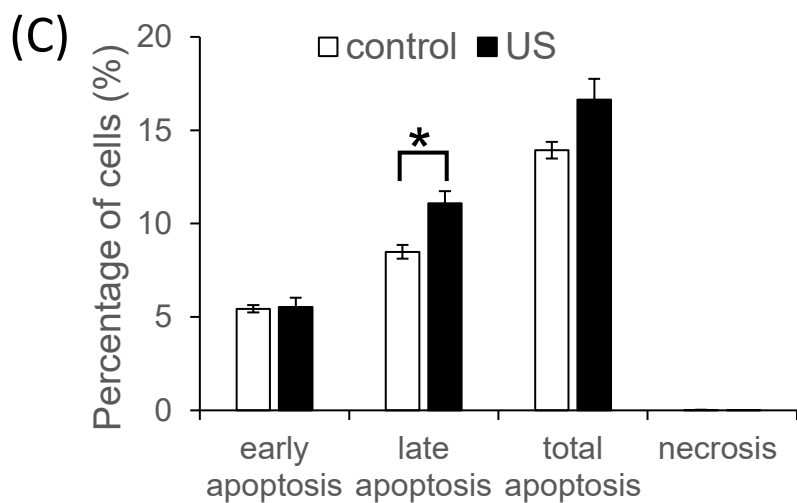 (C)
control US
Percentage of cells (%)
20
15
10
5
0
*
early apoptosis
late apoptosis
total apoptosis
necrosis